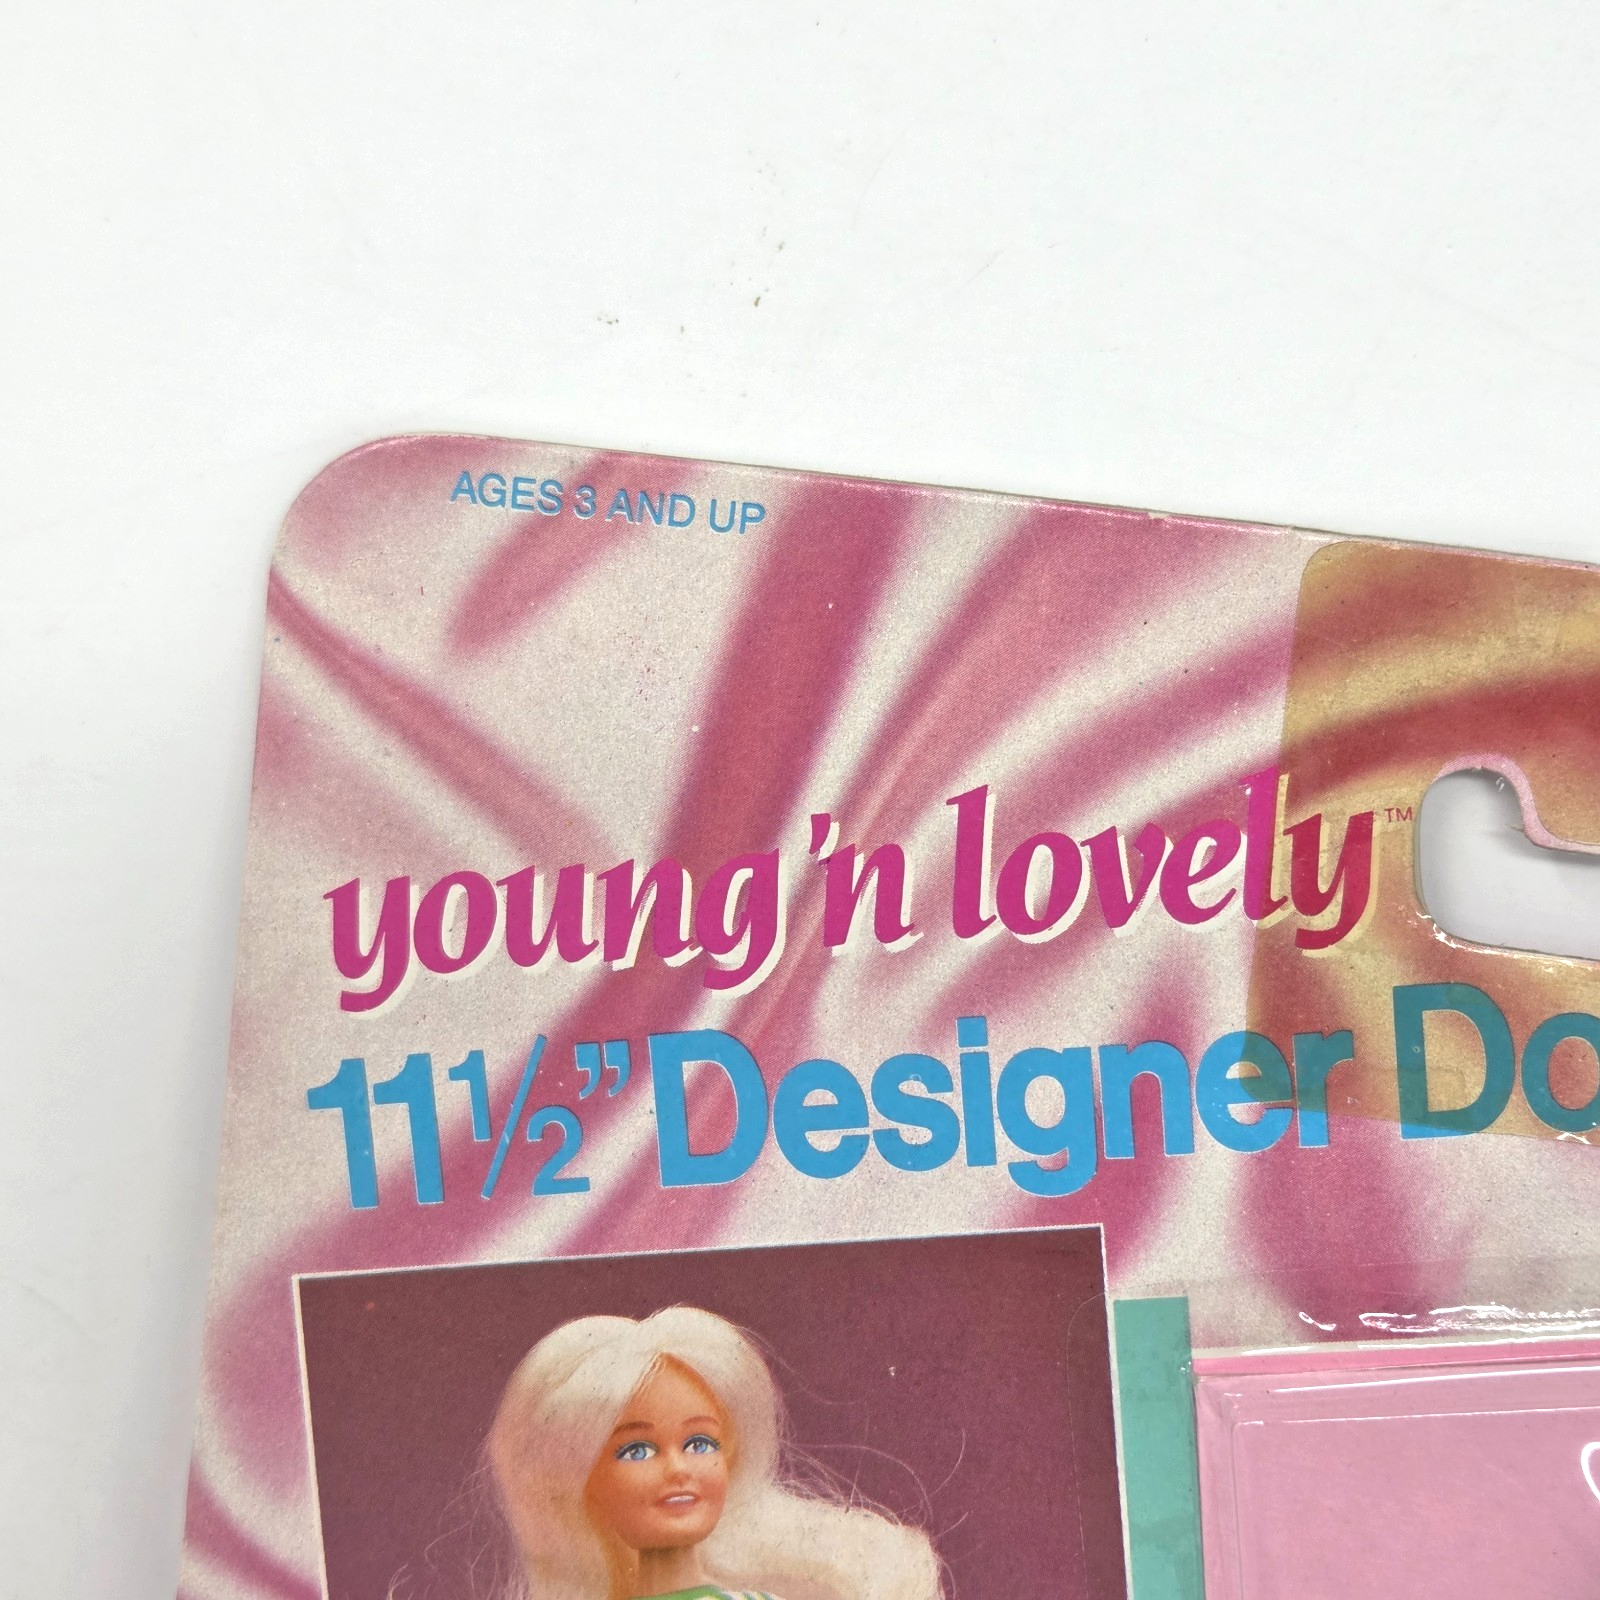 AGES 3 AND UP
young 'n lovely™
11½" Designer